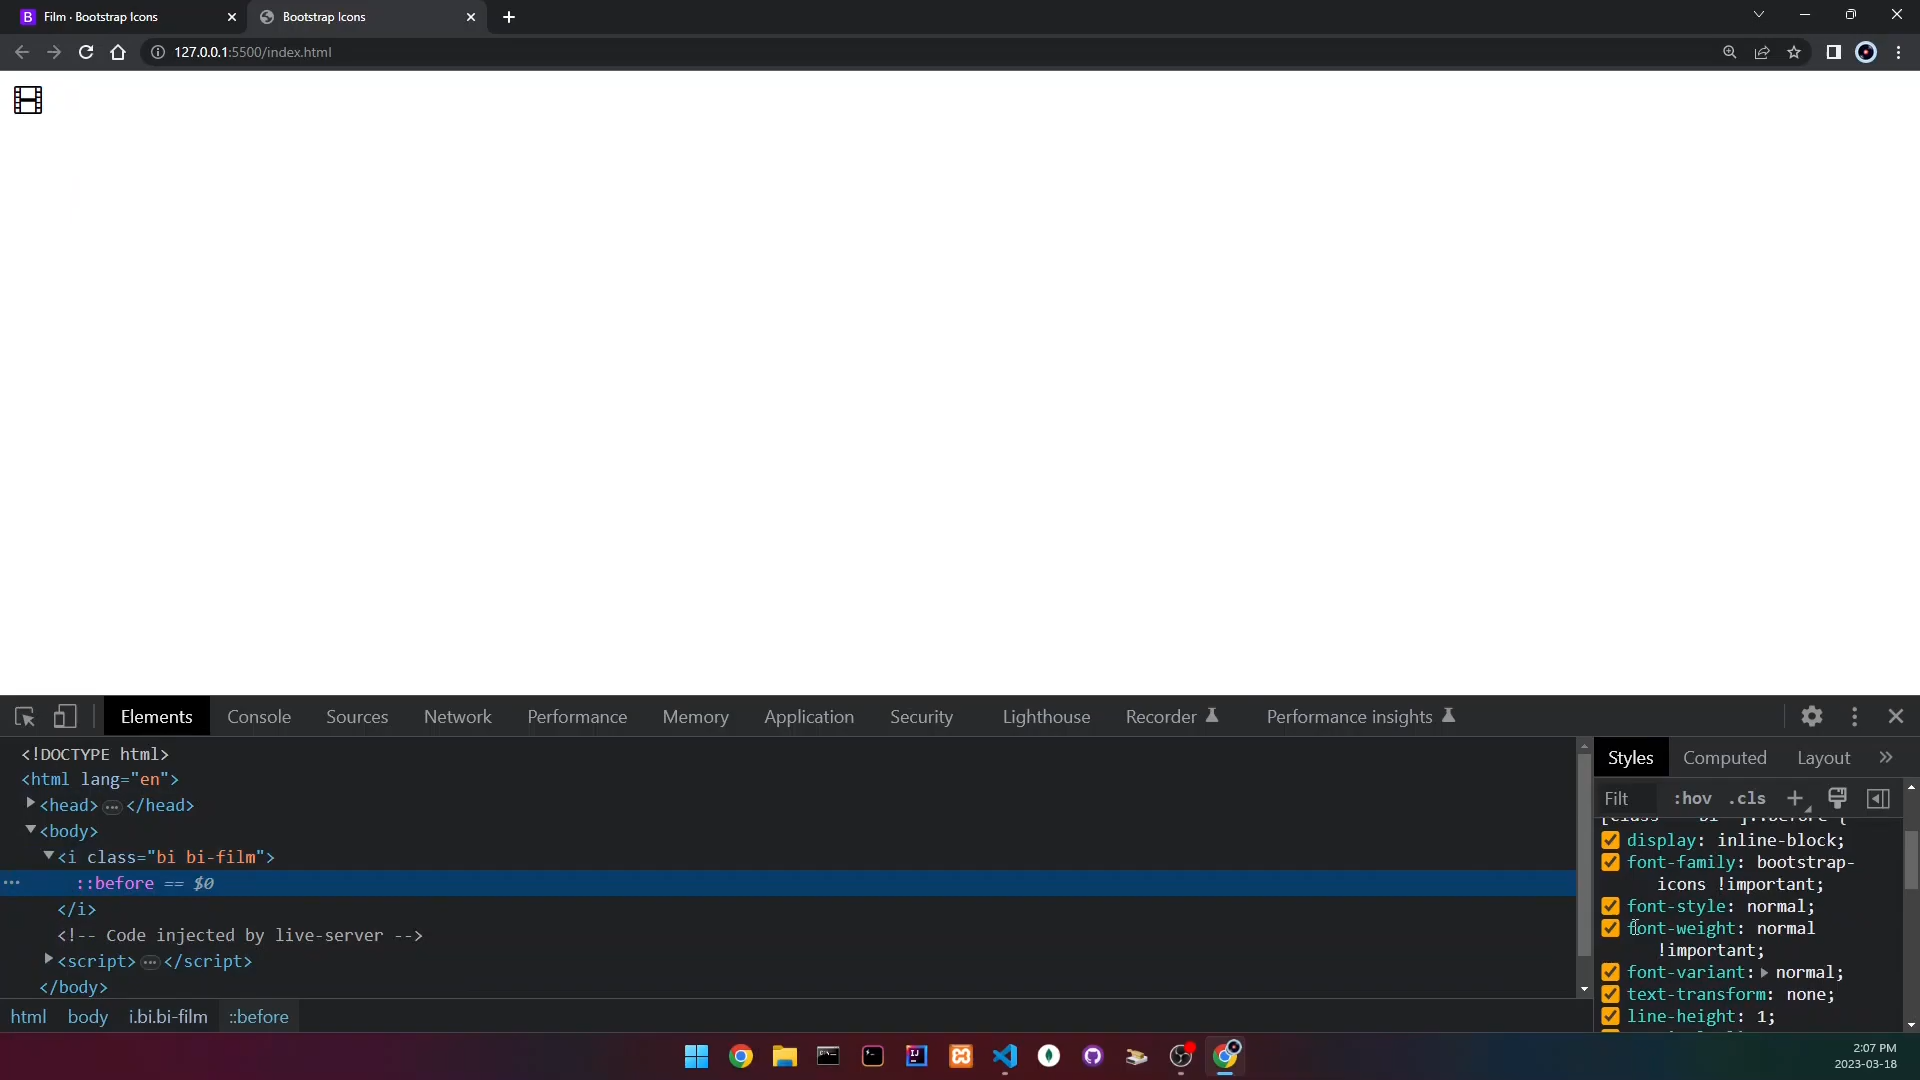 Film · Bootstrap Icons
Bootstrap Icons
127.0.0.1:5500/index.html
Elements Console Sources Network Performance Memory Application Security Lighthouse Recorder Performance insights
<!DOCTYPE html>
<html lang="en">
<head> ... </head>
<body>
<i class="bi bi-film">
::before == $0
</i>
<!-- Code injected by live-server -->
<script> ... </script>
</body>
html body i.bi.bi-film ::before
Styles Computed Layout
Filt :hov .cls
display: inline-block;
font-family: bootstrap-
icons !important;
font-style: normal;
font-weight: normal
!important;
font-variant: normal;
text-transform: none;
line-height: 1;
2:07 PM
2023-03-18